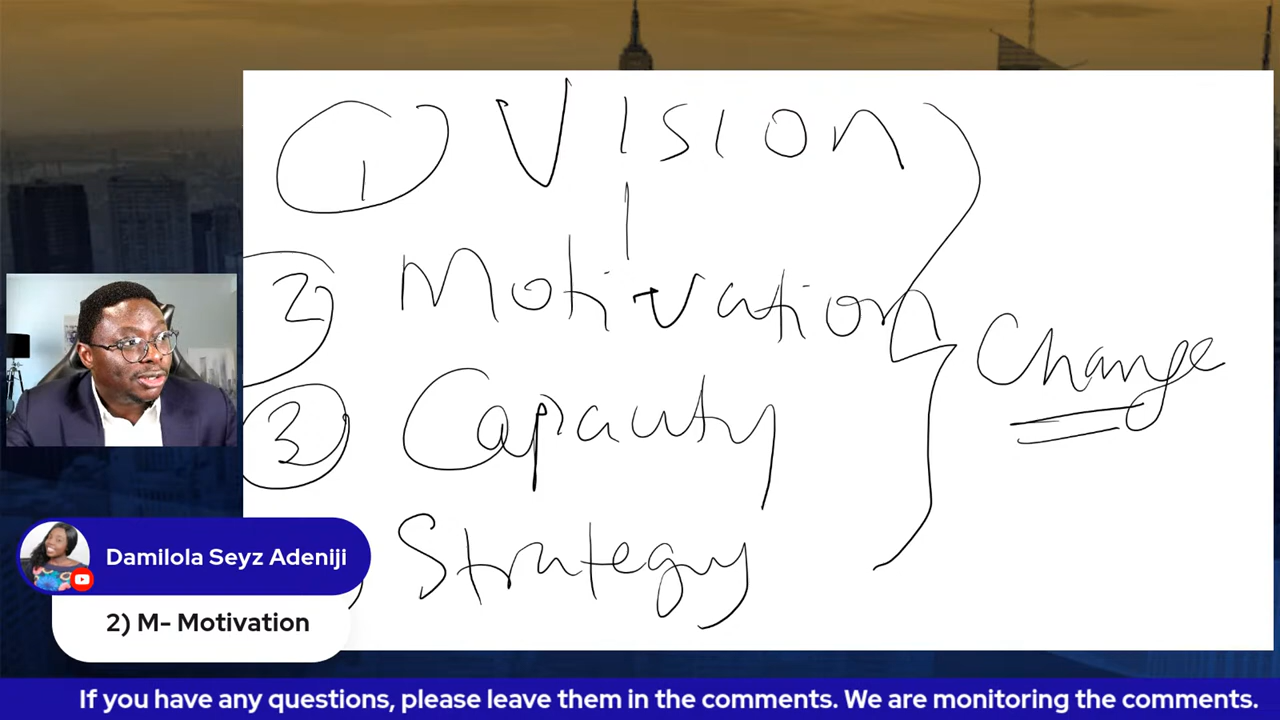 1 Vision
2 Motivation
3 Capacity
Strategy
Change
Damilola Seyz Adeniji
2) M- Motivation
If you have any questions, please leave them in the comments. We are monitoring the comments.